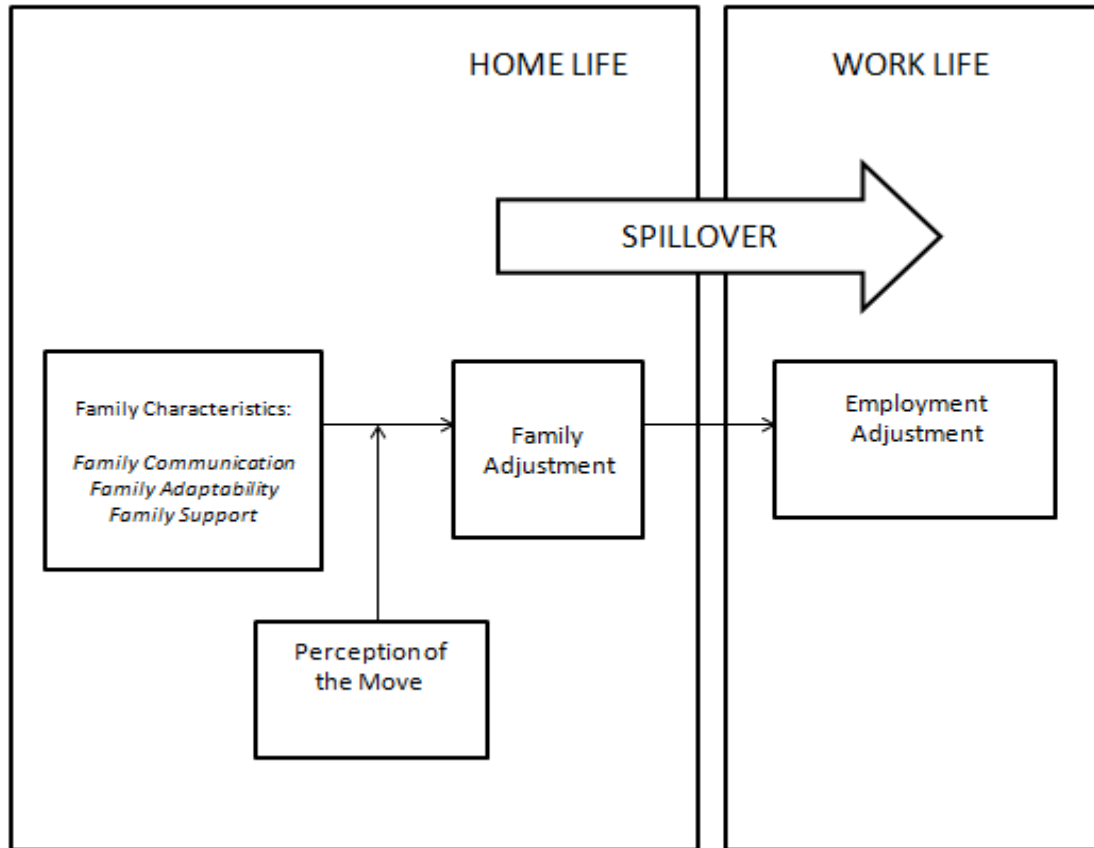 HOME LIFE
WORK LIFE
SPILLOVER
Family Characteristics:
Family Communication
Family Adaptability
Family Support
Family
Adjustment
Employment
Adjustment
Perception of
the Move